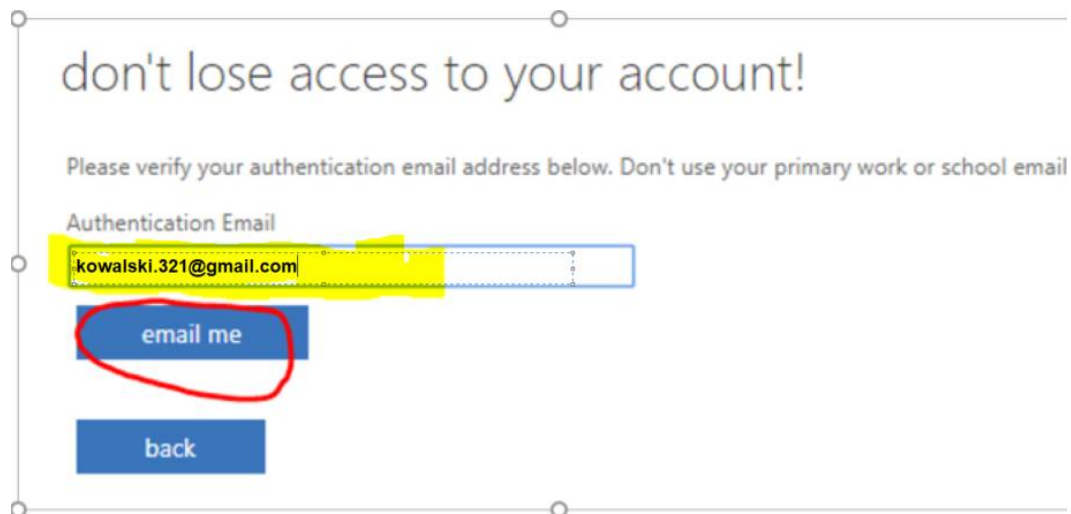 don't lose access to your account!
Please verify your authentication email address below. Don't use your primary work or school email
Authentication Email
kowalski.321@gmail.com
email me
back